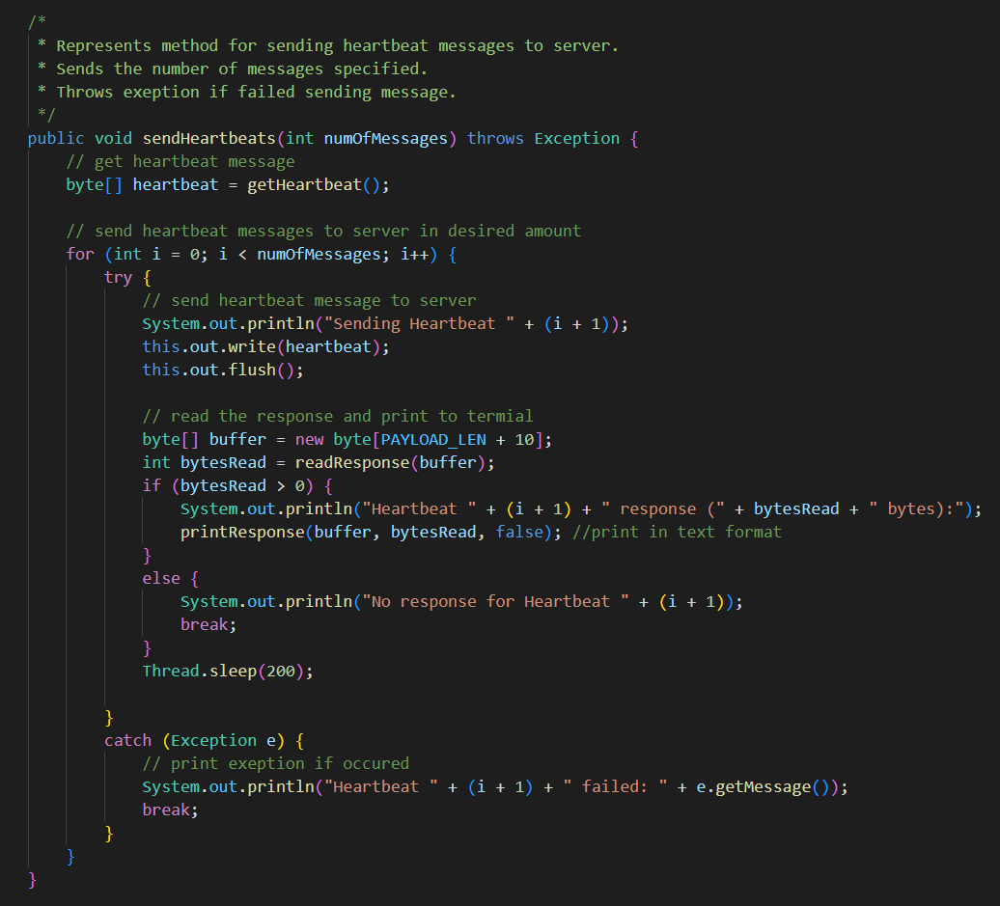 /*
 * Represents method for sending heartbeat messages to server.
 * Sends the number of messages specified.
 * Throws exeption if failed sending message.
 */
public void sendHeartbeats(int numOfMessages) throws Exception {
    // get heartbeat message
    byte[] heartbeat = getHeartbeat();

    // send heartbeat messages to server in desired amount
    for (int i = 0; i < numOfMessages; i++) {
        try {
            // send heartbeat message to server
            System.out.println("Sending Heartbeat " + (i + 1));
            this.out.write(heartbeat);
            this.out.flush();

            // read the response and print to termial
            byte[] buffer = new byte[PAYLOAD_LEN + 10];
            int bytesRead = readResponse(buffer);
            if (bytesRead > 0) {
                System.out.println("Heartbeat " + (i + 1) + " response (" + bytesRead + " bytes):");
                printResponse(buffer, bytesRead, false); //print in text format
            }
            else {
                System.out.println("No response for Heartbeat " + (i + 1));
                break;
            }
            Thread.sleep(200);

        }
        catch (Exception e) {
            // print exeption if occured
            System.out.println("Heartbeat " + (i + 1) + " failed: " + e.getMessage());
            break;
        }
    }
}